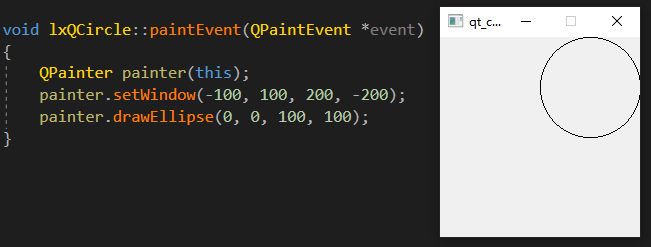 void lxQCircle::paintEvent(QPaintEvent *event)
{
QPainter painter(this);
painter.setWindow(-100, 100, 200, -200);
painter.drawEllipse(0, 0, 100, 100);
}
qt_c...